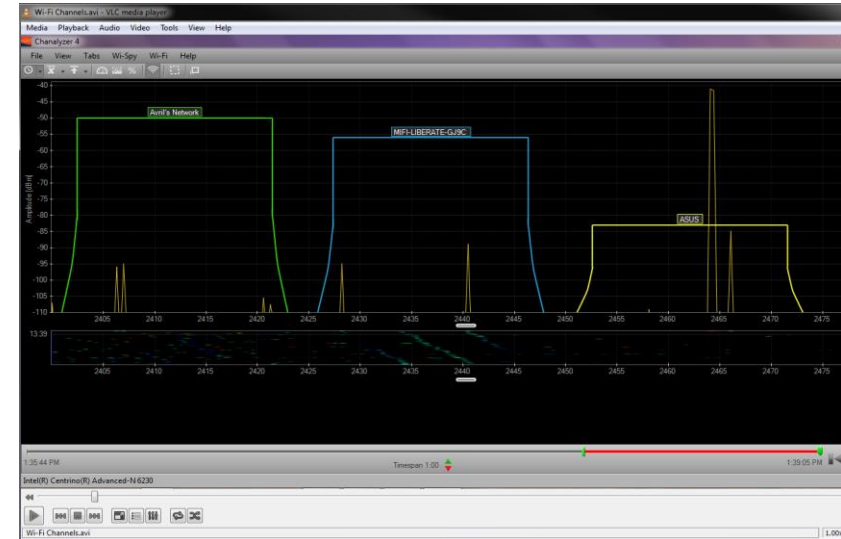 Wi-Fi Channels.avi - VLC media player
Media Playback Audio Video Tools View Help
Chanalyzer 4
File View Tabs Wi-Spy Wi-Fi Help
-40
-45
-50
-55
-60
-65
-70
-75
-80
-85
-90
-95
-100
-105
-110
Amplitude [dBm]
Avril's Network
MIFI-LIBERATE-GJ9C
ASUS
2405 2410 2415 2420 2425 2430 2435 2440 2445 2450 2455 2460 2465 2470 2475
13:39
2405 2410 2415 2420 2425 2430 2435 2440 2445 2450 2455 2460 2465 2470 2475
1:35:44 PM Timespan 1:00 1:39:05 PM
Intel(R) Centrino(R) Advanced-N 6230
Wi-Fi Channels.avi 1.00